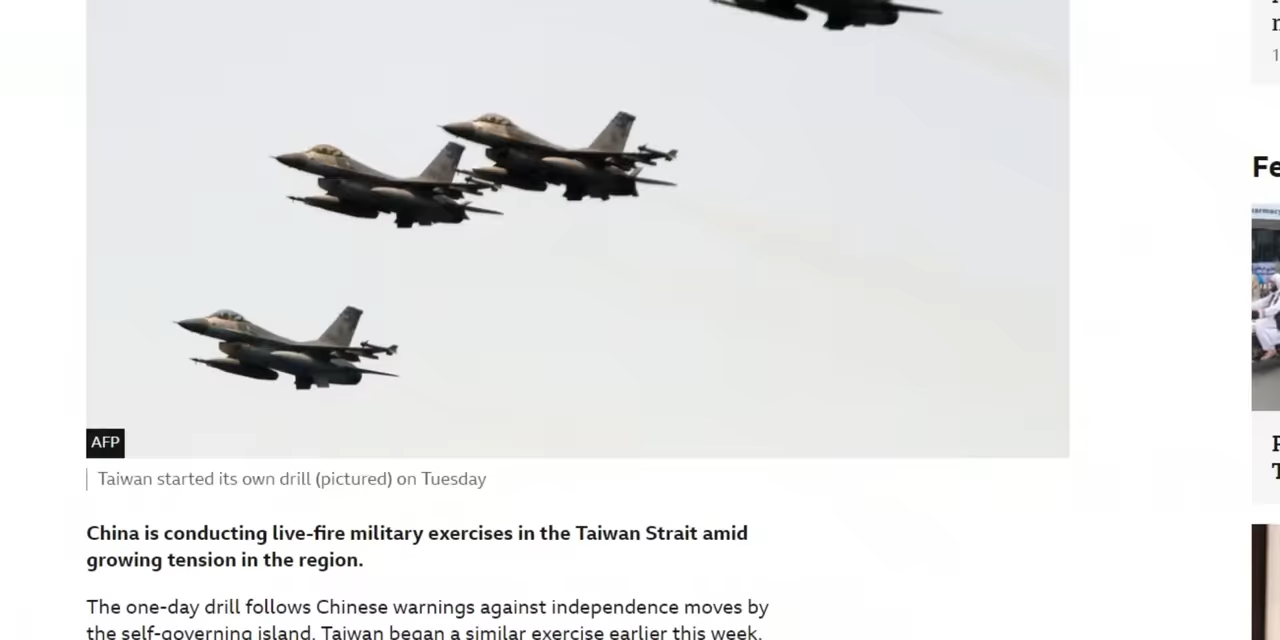 AFP
Taiwan started its own drill (pictured) on Tuesday
China is conducting live-fire military exercises in the Taiwan Strait amid
growing tension in the region.
The one-day drill follows Chinese warnings against independence moves by
the self-governing island. Taiwan began a similar exercise earlier this week.
Fe